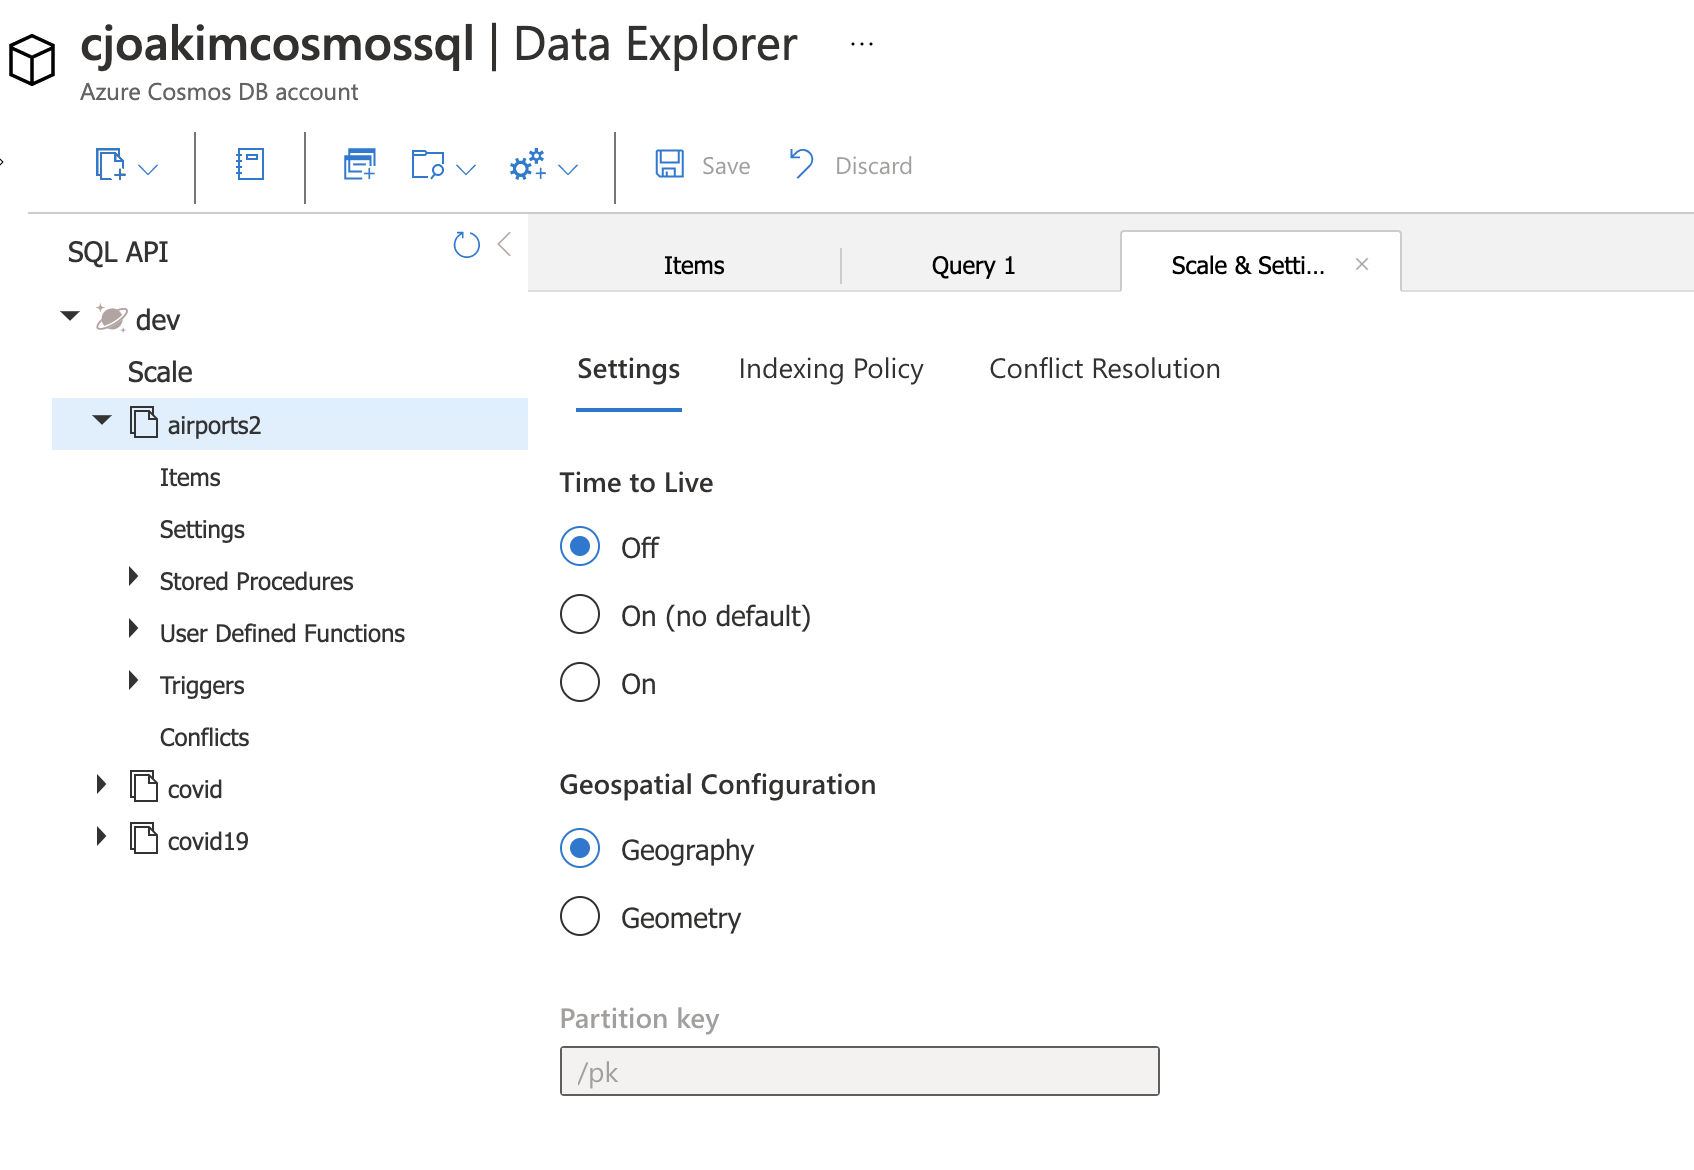 cjoakimcosmossql | Data Explorer ...
Azure Cosmos DB account
Save Discard
SQL API
Items Query 1 Scale & Setti...
dev
Scale
airports2
Items
Settings
Stored Procedures
User Defined Functions
Triggers
Conflicts
covid
covid19
Settings Indexing Policy Conflict Resolution
Time to Live
Off
On (no default)
On
Geospatial Configuration
Geography
Geometry
Partition key
/pk